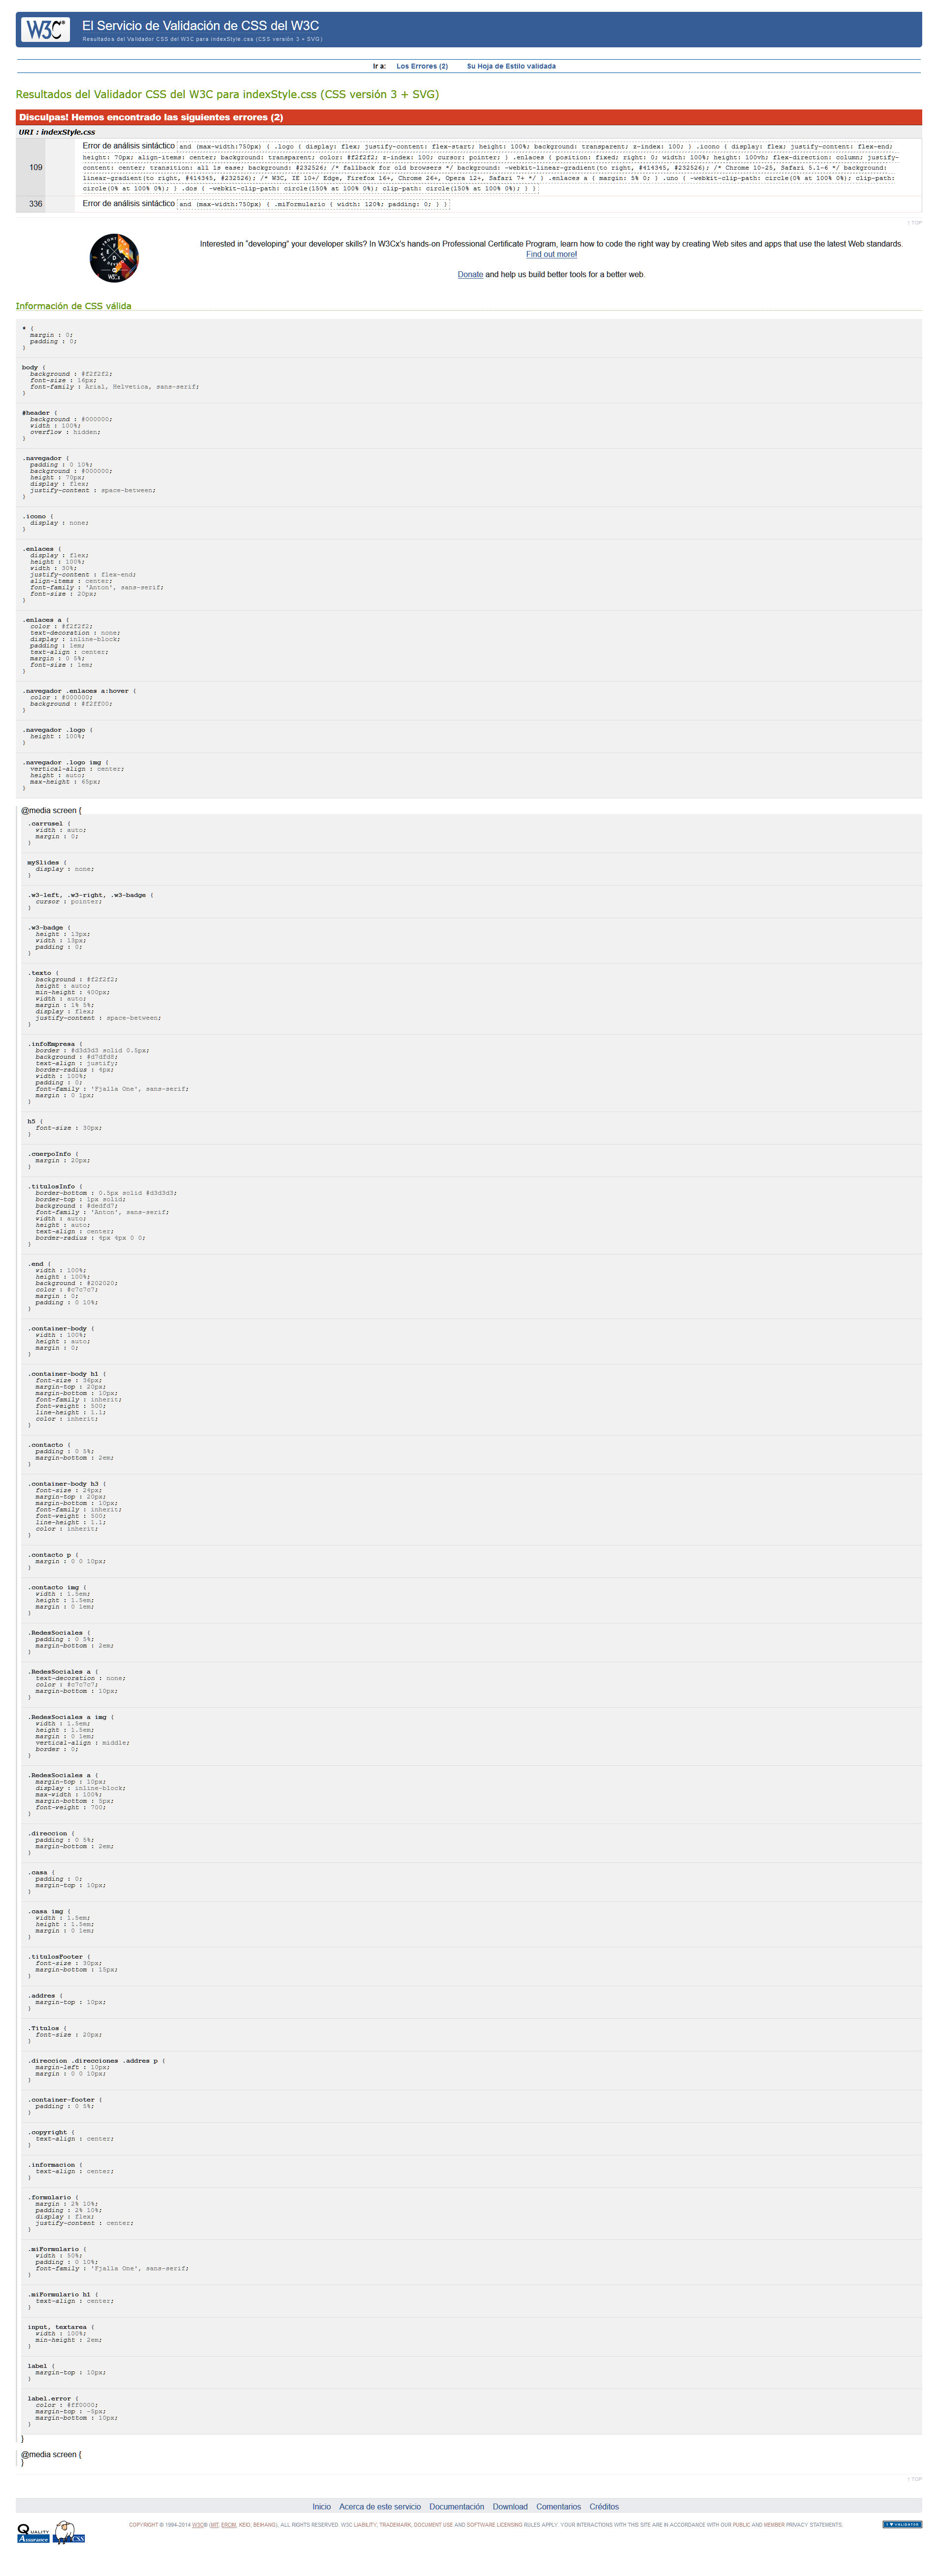 W3C®
El Servicio de Validación de CSS del W3C
Resultados del Validador CSS del W3C para indexStyle.css (CSS versión 3 + SVG)
Ir a: Los Errores (2) Su Hoja de Estilo validada
Resultados del Validador CSS del W3C para indexStyle.css (CSS versión 3 + SVG)
Disculpas! Hemos encontrado las siguientes errores (2)
URI : indexStyle.css
109 Error de análisis sintáctico and (max-width:750px) { .logo { display: flex; justify-content: flex-start; height: 100%; background: transparent; z-index: 100; } .icono { display: flex; justify-content: flex-end;
height: 70px; align-items: center; background: transparent; color: #f2f2f2; z-index: 100; cursor: pointer; } .enlaces { position: fixed; right: 0; width: 100%; height: 100vh; flex-direction: column; justify-
content: center; transition: all 1s ease; background: #232526; /* fallback for old browsers */ background: -webkit-linear-gradient(to right, #414345, #232526); /* Chrome 10-25, Safari 5.1-6 */ background:
linear-gradient(to right, #414345, #232526); /* W3C, IE 10+/ Edge, Firefox 16+, Chrome 26+, Opera 12+, Safari 7+ */ } .enlaces a { margin: 5% 0; } .uno { -webkit-clip-path: circle(0% at 100% 0%); clip-path:
circle(0% at 100% 0%); } .dos { -webkit-clip-path: circle(150% at 100% 0%); clip-path: circle(150% at 100% 0%); } }
336 Error de análisis sintáctico and (max-width:750px) { .miFormulario { width: 120%; padding: 0; } }
↑ TOP
W3Cx
Interested in "developing" your developer skills? In W3Cx's hands-on Professional Certificate Program, learn how to code the right way by creating Web sites and apps that use the latest Web standards.
Find out more!
Donate and help us build better tools for a better web.
Información de CSS válida
* {
margin : 0;
padding : 0;
}
body {
background : #f2f2f2;
font-size : 16px;
font-family : Arial, Helvetica, sans-serif;
}
#header {
background : #000000;
width : 100%;
overflow : hidden;
}
.navegador {
padding : 0 10%;
background : #000000;
height : 70px;
display : flex;
justify-content : space-between;
}
.icono {
display : none;
}
.enlaces {
display : flex;
height : 100%;
width : 30%;
justify-content : flex-end;
align-items : center;
font-family : 'Anton', sans-serif;
font-size : 20px;
}
.enlaces a {
color : #f2f2f2;
text-decoration : none;
display : inline-block;
padding : 1em;
text-align : center;
margin : 0 5%;
font-size : 1em;
}
.navegador .enlaces a:hover {
color : #000000;
background : #f2ff00;
}
.navegador .logo {
height : 100%;
}
.navegador .logo img {
vertical-align : center;
height : auto;
max-height : 65px;
}
@media screen {
.carrusel {
width : auto;
margin : 0;
}
mySlides {
display : none;
}
.w3-left, .w3-right, .w3-badge {
cursor : pointer;
}
.w3-badge {
height : 13px;
width : 13px;
padding : 0;
}
.texto {
background : #f2f2f2;
height : auto;
min-height : 400px;
width : auto;
margin : 1% 5%;
display : flex;
justify-content : space-between;
}
.infoEmpresa {
border : #d3d3d3 solid 0.5px;
background : #d7dfd8;
text-align : justify;
border-radius : 4px;
width : 100%;
padding : 0;
font-family : 'Fjalla One', sans-serif;
margin : 0 1px;
}
h5 {
font-size : 30px;
}
.cuerpoInfo {
margin : 20px;
}
.titulosInfo {
border-bottom : 0.5px solid #d3d3d3;
border-top : 1px solid;
background : #dedfd7;
font-family : 'Anton', sans-serif;
width : auto;
height : auto;
text-align : center;
border-radius : 4px 4px 0 0;
}
.end {
width : 100%;
height : 100%;
background : #202020;
color : #c7c7c7;
margin : 0;
padding : 0 10%;
}
.container-body {
width : 100%;
height : auto;
margin : 0;
}
.container-body h1 {
font-size : 36px;
margin-top : 20px;
margin-bottom : 10px;
font-family : inherit;
font-weight : 500;
line-height : 1.1;
color : inherit;
}
.contacto {
padding : 0 5%;
margin-bottom : 2em;
}
.container-body h3 {
font-size : 24px;
margin-top : 20px;
margin-bottom : 10px;
font-family : inherit;
font-weight : 500;
line-height : 1.1;
color : inherit;
}
.contacto p {
margin : 0 0 10px;
}
.contacto img {
width : 1.5em;
height : 1.5em;
margin : 0 1em;
}
.RedesSociales {
padding : 0 5%;
margin-bottom : 2em;
}
.RedesSociales a {
text-decoration : none;
color : #c7c7c7;
margin-bottom : 10px;
}
.RedesSociales a img {
width : 1.5em;
height : 1.5em;
margin : 0 1em;
vertical-align : middle;
border : 0;
}
.RedesSociales a {
margin-top : 10px;
display : inline-block;
max-width : 100%;
margin-bottom : 5px;
font-weight : 700;
}
.direccion {
padding : 0 5%;
margin-bottom : 2em;
}
.casa {
padding : 0;
margin-top : 10px;
}
.casa img {
width : 1.5em;
height : 1.5em;
margin : 0 1em;
}
.titulosFooter {
font-size : 30px;
margin-bottom : 15px;
}
.addres {
margin-top : 10px;
}
.Titulos {
font-size : 20px;
}
.direccion .direcciones .addres p {
margin-left : 10px;
margin : 0 0 10px;
}
.container-footer {
padding : 0 5%;
}
.copyright {
text-align : center;
}
.informacion {
text-align : center;
}
.formulario {
margin : 2% 10%;
padding : 2% 10%;
display : flex;
justify-content : center;
}
.miFormulario {
width : 50%;
padding : 0 10%;
font-family : 'Fjalla One', sans-serif;
}
.miFormulario h1 {
text-align : center;
}
input, textarea {
width : 100%;
min-height : 2em;
}
label {
margin-top : 10px;
}
label.error {
color : #ff0000;
margin-top : -5px;
margin-bottom : 10px;
}
}
@media screen {
}
↑ TOP
Inicio Acerca de este servicio Documentación Download Comentarios Créditos
QUALITY Assurance CSS COPYRIGHT © 1994-2014 W3C® (MIT, ERCIM, KEIO, BEIHANG), ALL RIGHTS RESERVED. W3C LIABILITY, TRADEMARK, DOCUMENT USE AND SOFTWARE LICENSING RULES APPLY. YOUR INTERACTIONS WITH THIS SITE ARE IN ACCORDANCE WITH OUR PUBLIC AND MEMBER PRIVACY STATEMENTS. I ♥ VALIDATOR